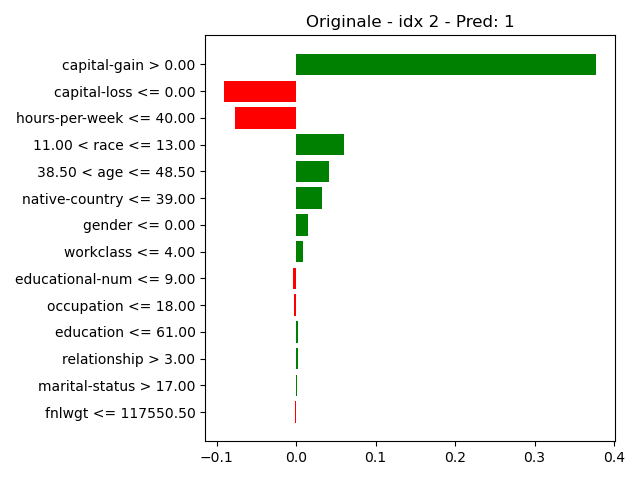 Originale - idx 2 - Pred: 1
capital-gain > 0.00
capital-loss <= 0.00
hours-per-week <= 40.00
11.00 < race <= 13.00
38.50 < age <= 48.50
native-country <= 39.00
gender <= 0.00
workclass <= 4.00
educational-num <= 9.00
occupation <= 18.00
education <= 61.00
relationship > 3.00
marital-status > 17.00
fnlwgt <= 117550.50
−0.1 0.0 0.1 0.2 0.3 0.4